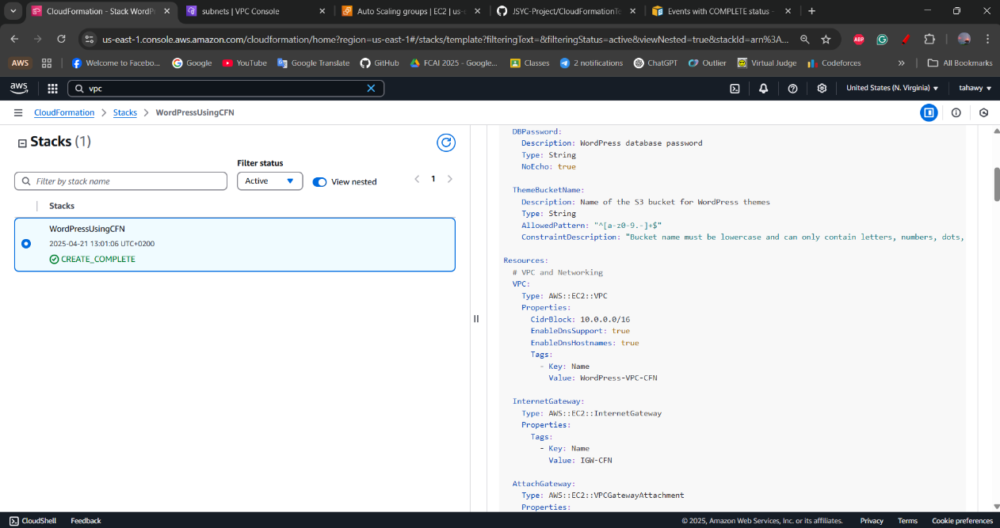 CloudFormation - Stack WordPr
subnets | VPC Console
Auto Scaling groups | EC2 | us-e
JSYC-Project/CloudFormationTe
Events with COMPLETE status -
us-east-1.console.aws.amazon.com/cloudformation/home?region=us-east-1#/stacks/template?filteringText=&filteringStatus=active&viewNested=true&stackId=arn%3A...
ABP
AWS
Welcome to Facebo...
Google
YouTube
Google Translate
GitHub
FCAI 2025 - Google...
Classes
2 notifications
ChatGPT
Outlier
Virtual Judge
Codeforces
»
All Bookmarks
aws
vpc
United States (N. Virginia)
tahawy
CloudFormation
Stacks
WordPressUsingCFN
Stacks (1)
Filter status
Filter by stack name
Active
View nested
1
Stacks
WordPressUsingCFN
2025-04-21 13:01:06 UTC+0200
CREATE_COMPLETE
DBPassword:
Description: WordPress database password
Type: String
NoEcho: true
ThemeBucketName:
Description: Name of the S3 bucket for WordPress themes
Type: String
AllowedPattern: "^[a-z0-9.-]+$"
ConstraintDescription: "Bucket name must be lowercase and can only contain letters, numbers, dots,
Resources:
# VPC and Networking
VPC:
Type: AWS::EC2::VPC
Properties:
CidrBlock: 10.0.0.0/16
EnableDnsSupport: true
EnableDnsHostnames: true
Tags:
- Key: Name
Value: WordPress-VPC-CFN
InternetGateway:
Type: AWS::EC2::InternetGateway
Properties:
Tags:
- Key: Name
Value: IGW-CFN
AttachGateway:
Type: AWS::EC2::VPCGatewayAttachment
Properties:
CloudShell
Feedback
© 2025, Amazon Web Services, Inc. or its affiliates.
Privacy
Terms
Cookie preferences